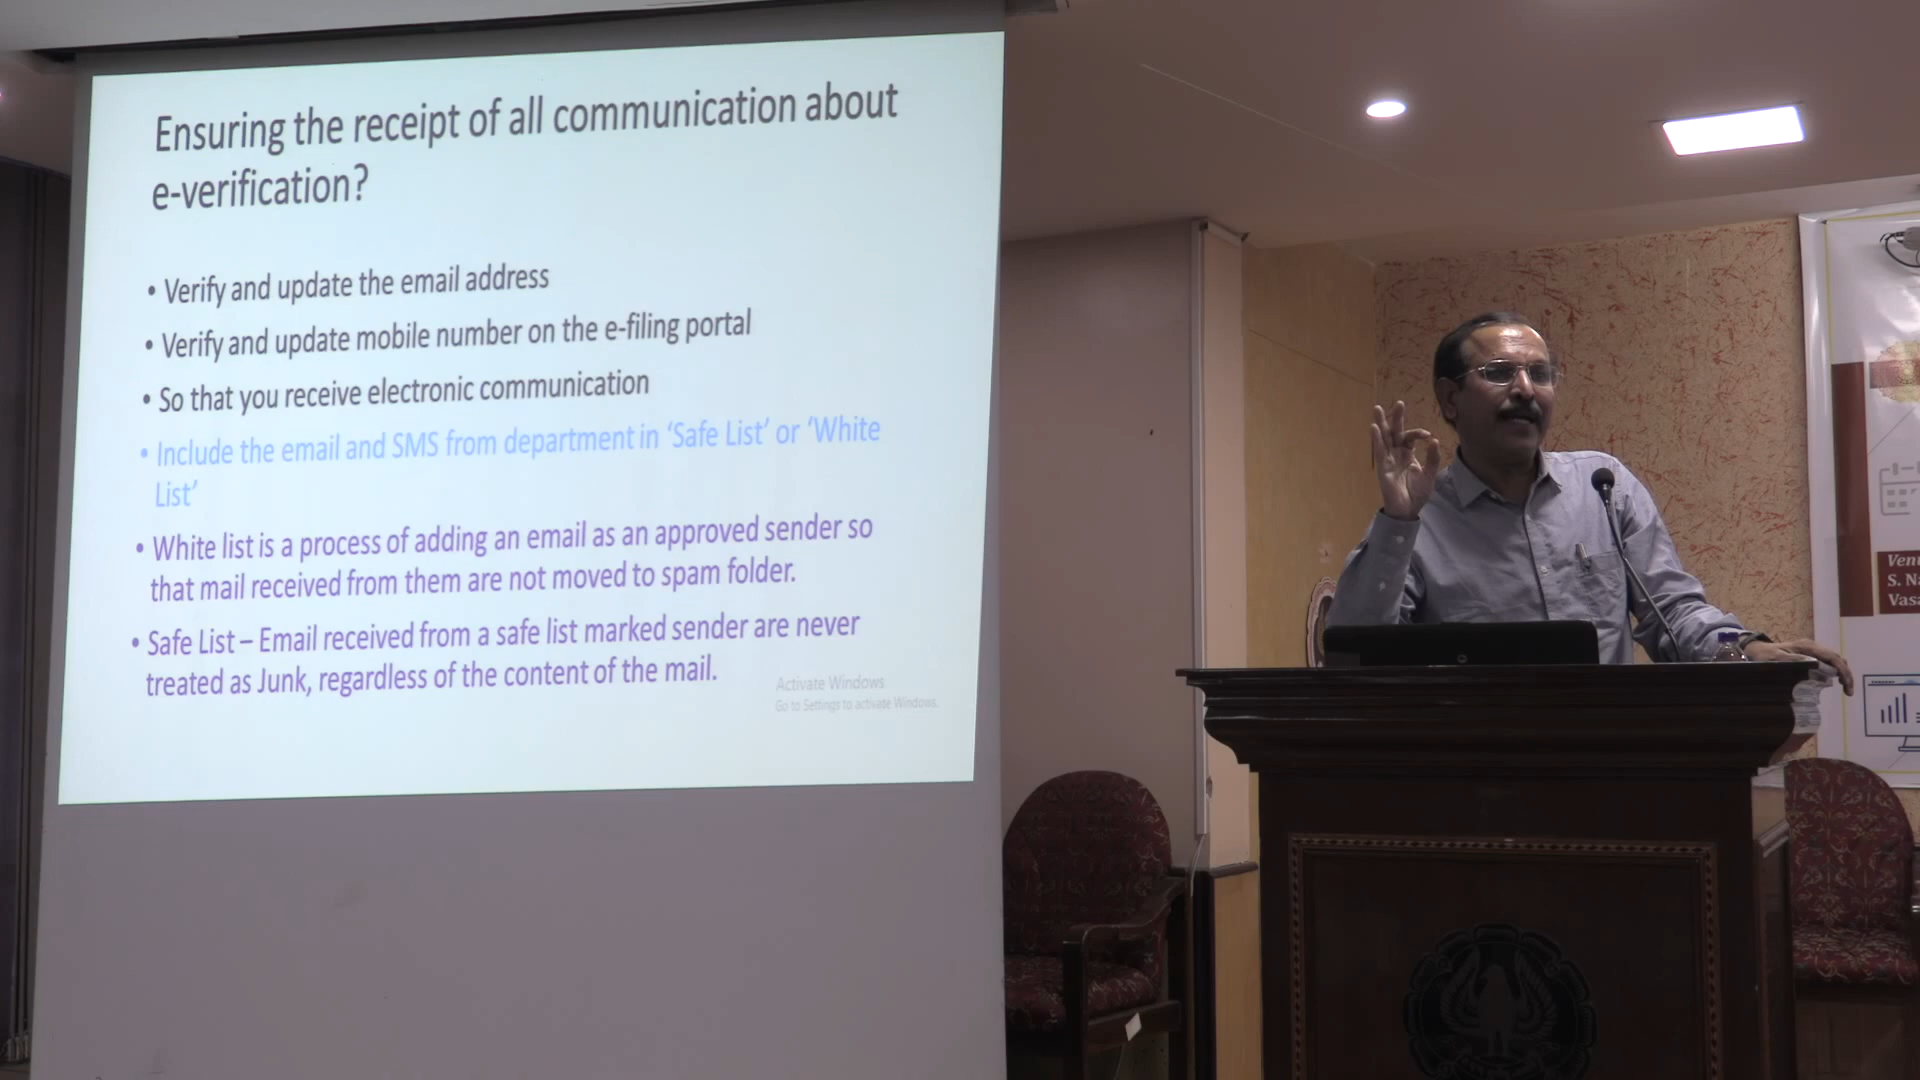 Ensuring the receipt of all communication about
e-verification?
• Verify and update the email address
• Verify and update mobile number on the e-filing portal
• So that you receive electronic communication
• Include the email and SMS from department in ‘Safe List’ or ‘White
List’
• White list is a process of adding an email as an approved sender so
that mail received from them are not moved to spam folder.
• Safe List – Email received from a safe list marked sender are never
treated as Junk, regardless of the content of the mail.
Activate Windows
Go to Settings to activate Windows.
S.